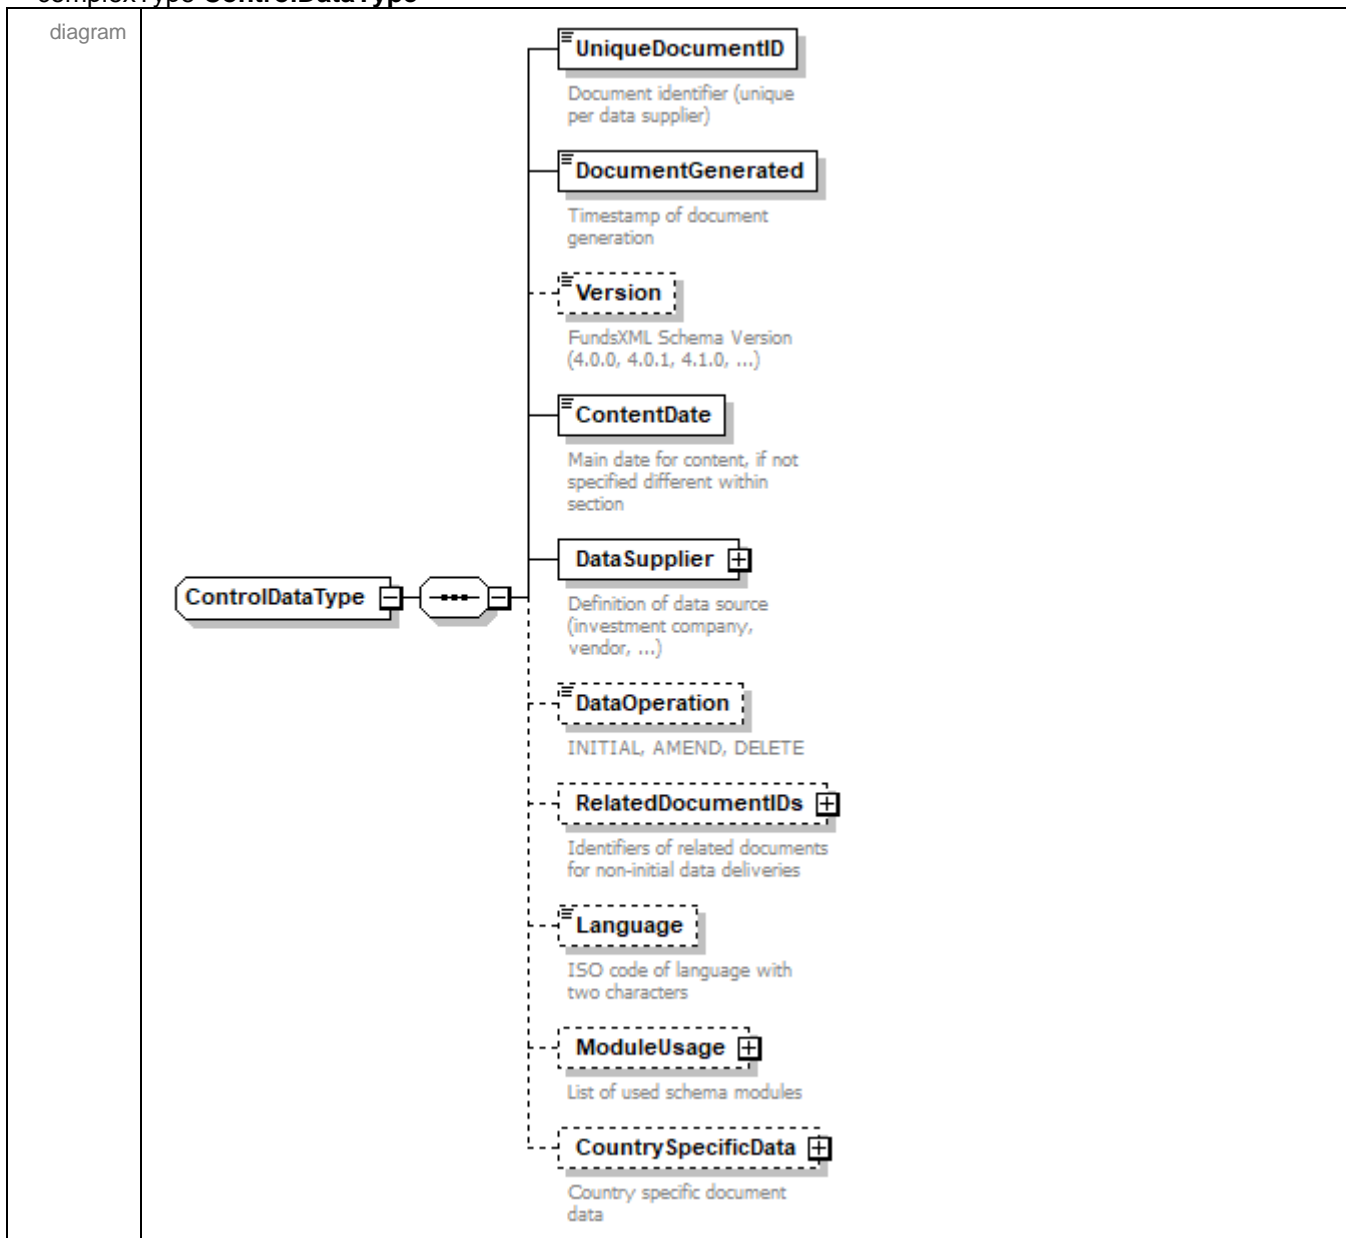 complexType ControlDataType
diagram
UniqueDocumentID
Document identifier (unique
per data supplier)
DocumentGenerated
Timestamp of document
generation
Version
FundsXML Schema Version
(4.0.0, 4.0.1, 4.1.0, ...)
ContentDate
Main date for content, if not
specified different within
section
DataSupplier
Definition of data source
(investment company,
vendor, ...)
ControlDataType
DataOperation
INITIAL, AMEND, DELETE
RelatedDocumentIDs
Identifiers of related documents
for non-initial data deliveries
Language
ISO code of language with
two characters
ModuleUsage
List of used schema modules
CountrySpecificData
Country specific document
data